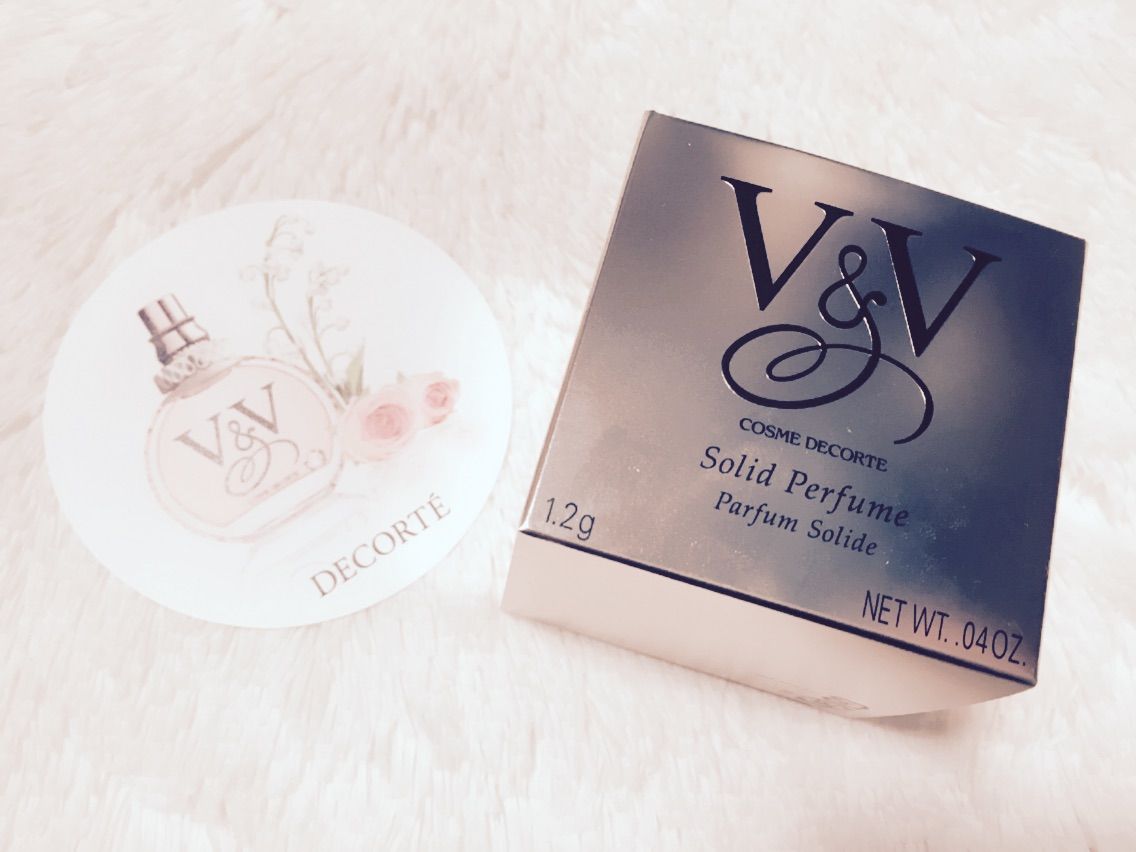 V&V
DECORTÉ
V&V
COSME DECORTE
Solid Perfume
Parfum Solide
1.2g
NET WT. .04OZ.